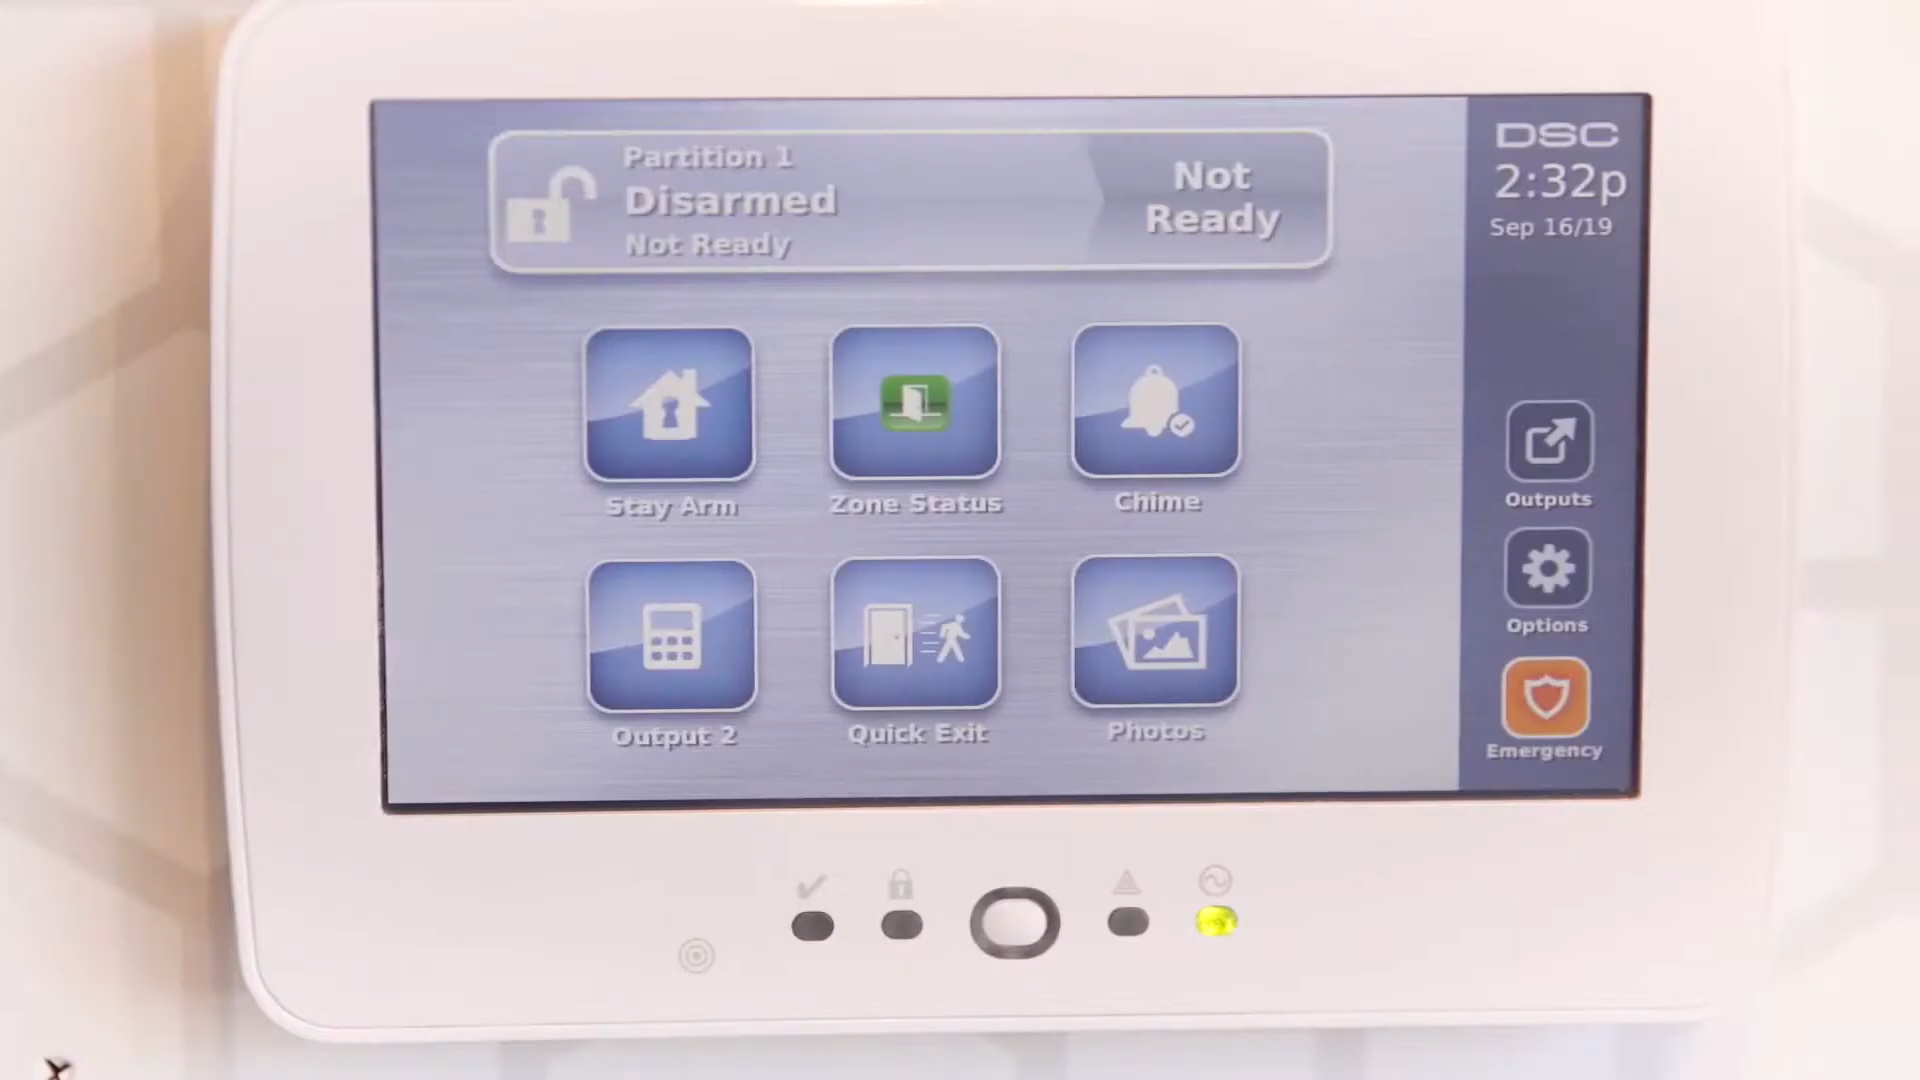 Partition 1
Disarmed
Not Ready
Not
Ready
DSC
2:32p
Sep 16/19
Stay Arm
Zone Status
Chime
Outputs
Options
Output 2
Quick Exit
Photos
Emergency